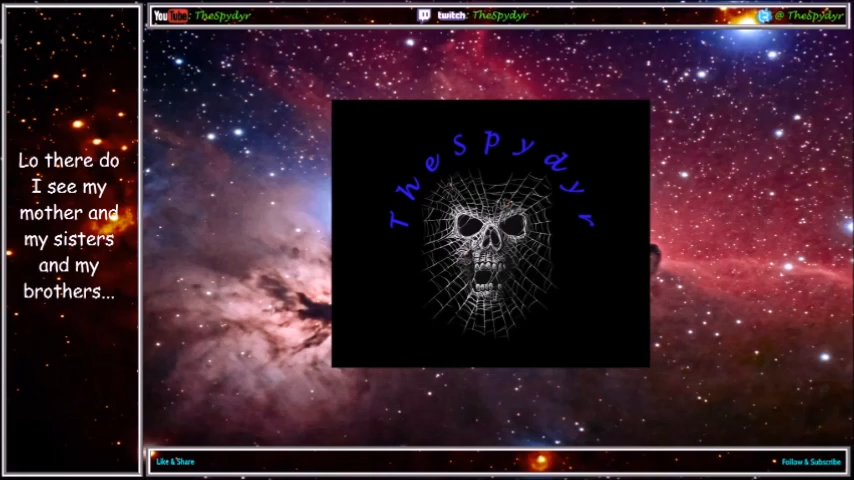 YouTube: TheSpydyr
twitch: TheSpydyr
@ TheSpydyr
Lo there do
I see my
mother and
my sisters
and my
brothers...
TheSpydyr
Like & Share
Follow & Subscribe